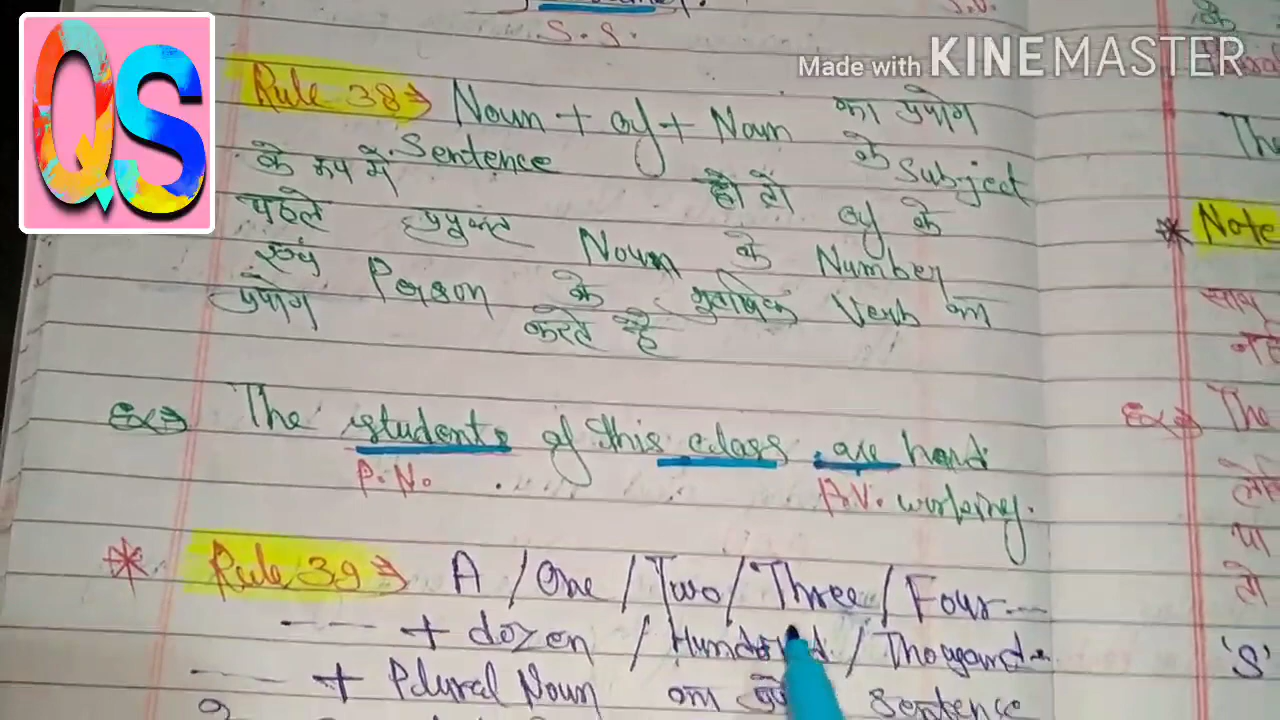 QS
Made with KINEMASTER
S.S.
S.V.
Rule 38⇒ Noun + of + Noun का प्रयोग
के रूप में Sentence के Subject
हो तो of के
पहले प्रयुक्त Noun के Number
एवं Person के मुताबिक Verb का
प्रयोग करते है
Ex⇒ The students of this class are hard
P.N. P.V. working.
* Rule 39⇒ A / One / Two / Three / Four ---
--- + dozen / Hundred / Thousand -
--- + Plural Noun का प्र Sentence
के
The
* Note
साथ
Ex⇒ The
या
तो
'S'